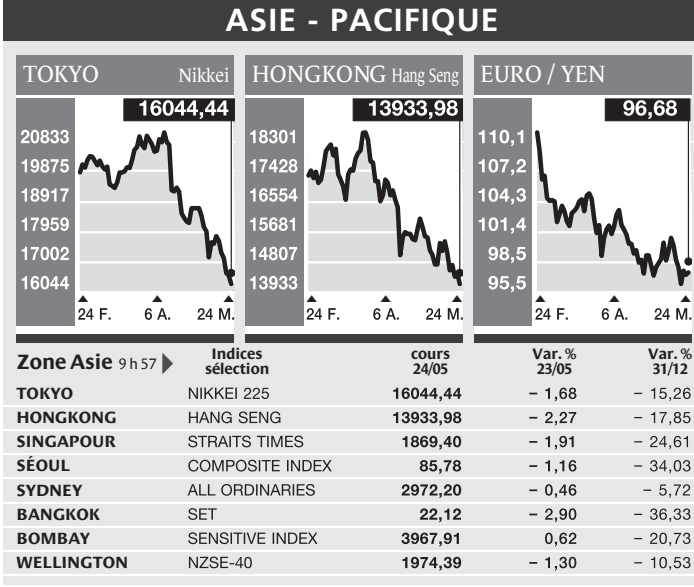 ASIE - PACIFIQUE
TOKYO Nikkei
16044,44
20833
19875
18917
17959
17002
16044
24 F. 6 A. 24 M.
HONGKONG Hang Seng
13933,98
18301
17428
16554
15681
14807
13933
24 F. 6 A. 24 M.
EURO / YEN
96,68
110,1
107,2
104,3
101,4
98,5
95,5
24 F. 6 A. 24 M.
Zone Asie 9 h 57 Indices sélection cours 24/05 Var. % 23/05 Var. % 31/12
TOKYO NIKKEI 225 16044,44 – 1,68 – 15,26
HONGKONG HANG SENG 13933,98 – 2,27 – 17,85
SINGAPOUR STRAITS TIMES 1869,40 – 1,91 – 24,61
SÉOUL COMPOSITE INDEX 85,78 – 1,16 – 34,03
SYDNEY ALL ORDINARIES 2972,20 – 0,46 – 5,72
BANGKOK SET 22,12 – 2,90 – 36,33
BOMBAY SENSITIVE INDEX 3967,91 0,62 – 20,73
WELLINGTON NZSE-40 1974,39 – 1,30 – 10,53